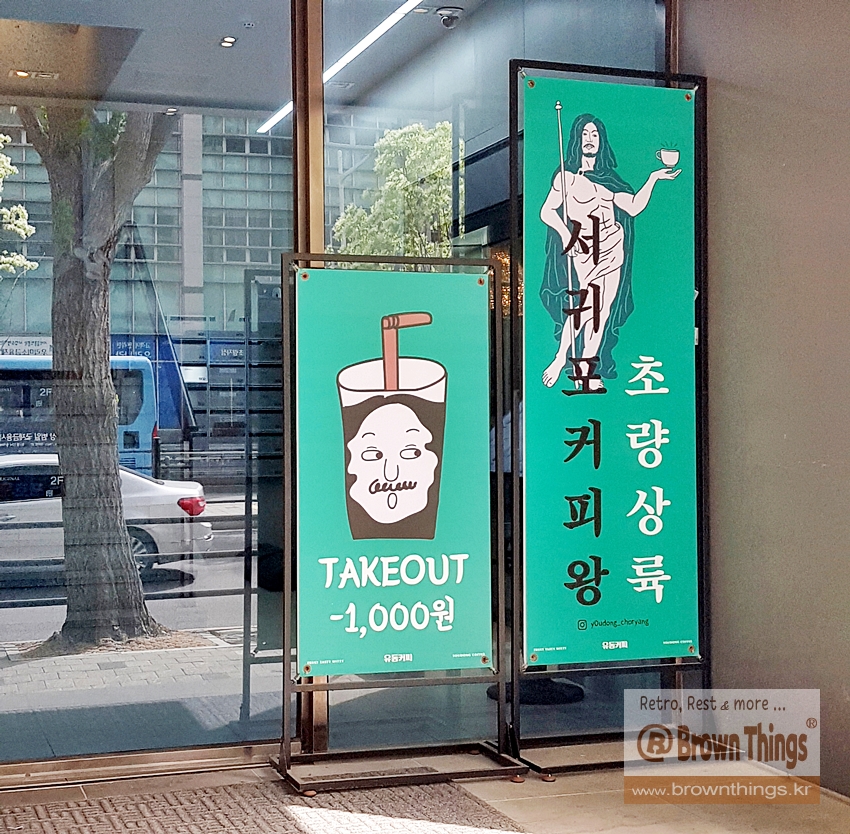 TAKEOUT
-1,000원
유동커피
서귀포커피왕
초량상륙
y0udong_choryang
유동커피
Retro, Rest & more ...
® Brown Things®
www.brownthings.kr